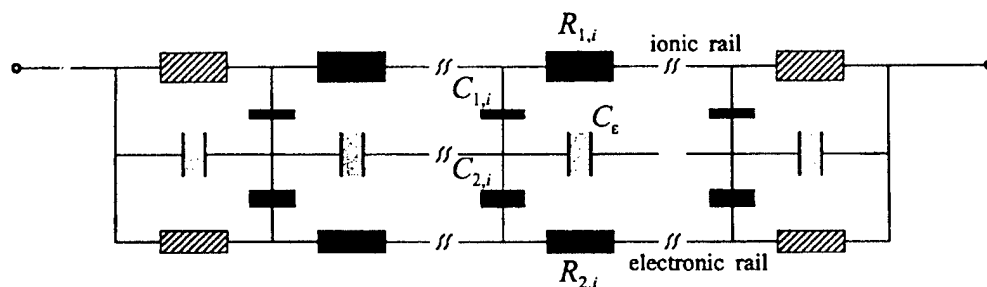 R1,i
ionic rail
C1,i
Cε
C2,i
electronic rail
R2,i